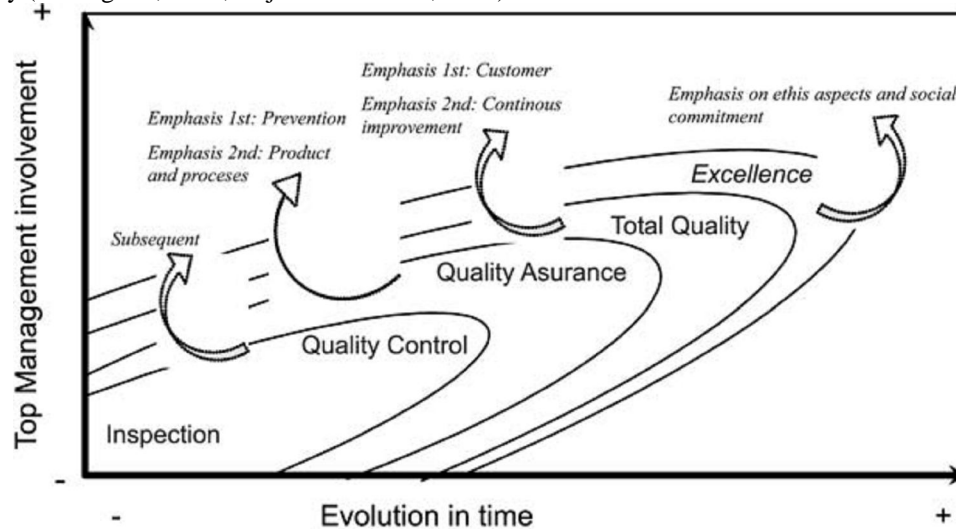 +
Emphasis 1st: Customer
Emphasis 2nd: Continous
improvement
Emphasis on ethis aspects and social
commitment
Emphasis 1st: Prevention
Emphasis 2nd: Product
and proceses
Subsequent
Excellence
Total Quality
Quality Asurance
Quality Control
Inspection
Top Management involvement
-
-
Evolution in time
+